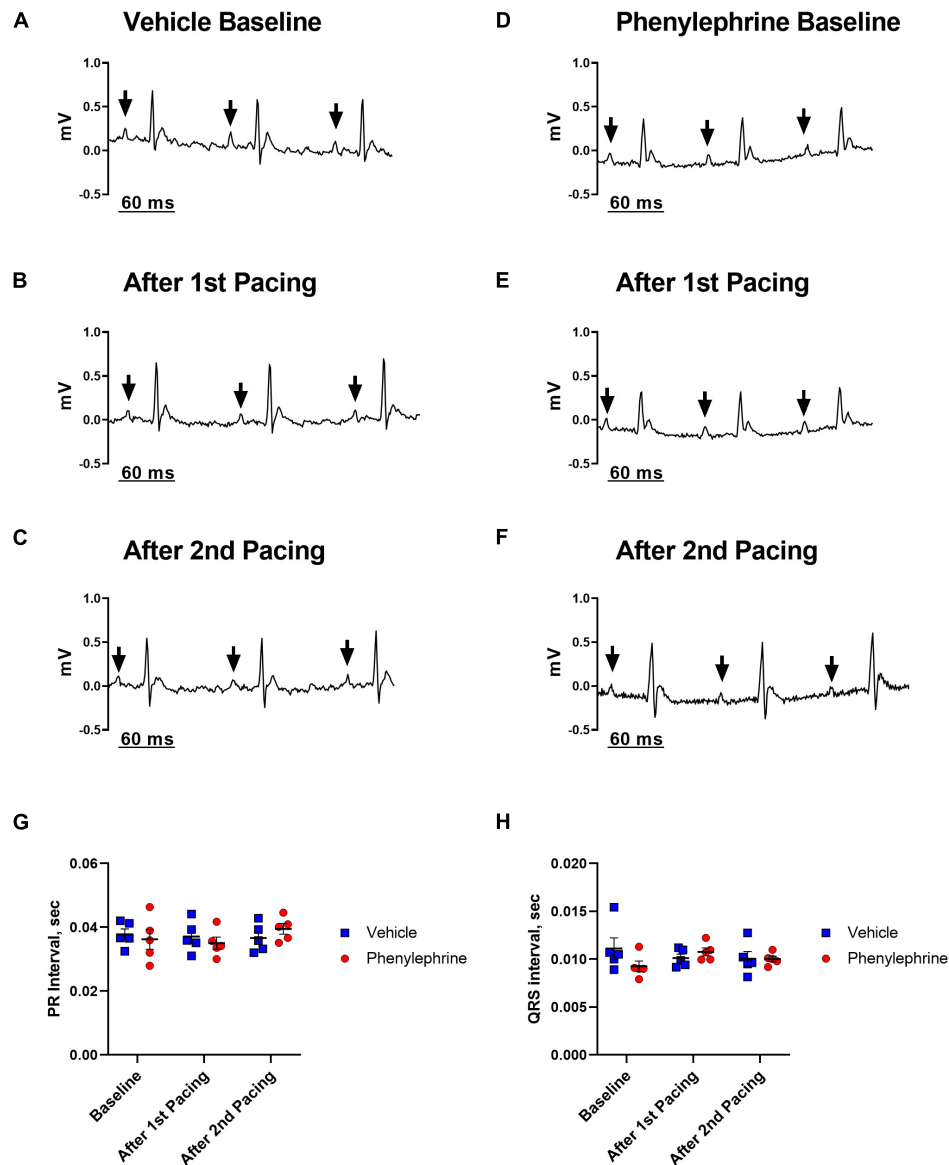 A
Vehicle Baseline
1.0
0.5
0.0
-0.5
mV
60 ms
D
Phenylephrine Baseline
1.0
0.5
0.0
-0.5
mV
60 ms
B
After 1st Pacing
1.0
0.5
0.0
-0.5
mV
60 ms
E
After 1st Pacing
1.0
0.5
0.0
-0.5
mV
60 ms
C
After 2nd Pacing
1.0
0.5
0.0
-0.5
mV
60 ms
F
After 2nd Pacing
1.0
0.5
0.0
-0.5
mV
60 ms
G
0.06
0.04
0.02
0.00
PR Interval, sec
Baseline
After 1st Pacing
After 2nd Pacing
Vehicle
Phenylephrine
H
0.020
0.015
0.010
0.005
0.000
QRS interval, sec
Baseline
After 1st Pacing
After 2nd Pacing
Vehicle
Phenylephrine